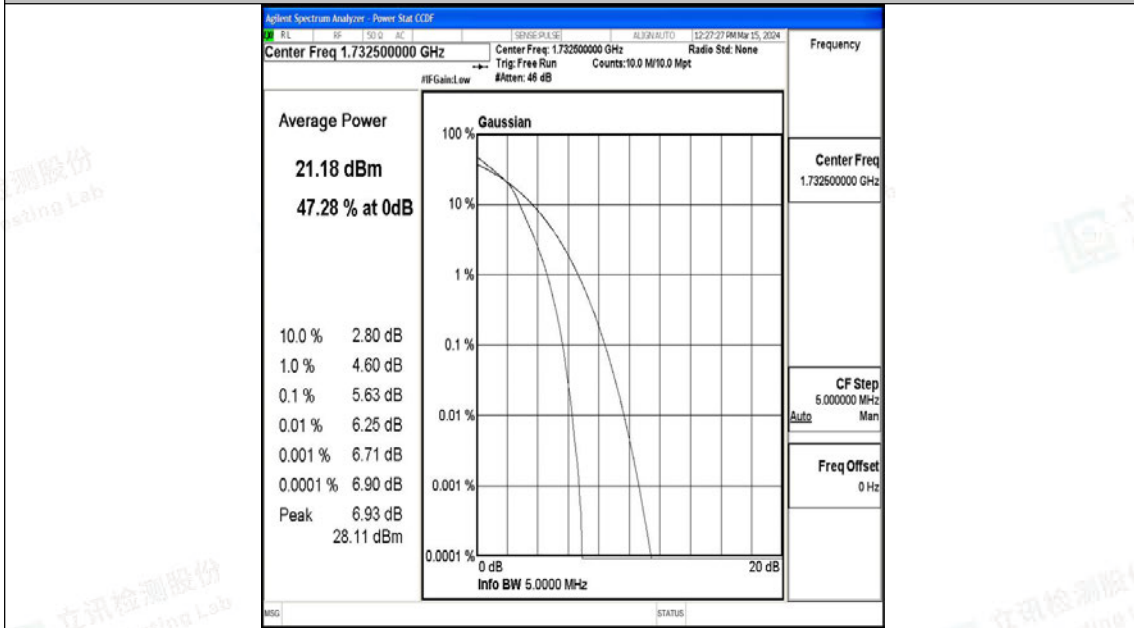 Agilent Spectrum Analyzer - Power Stat CCDF
RL RF 50 Ω AC SENSE:PULSE ALIGN AUTO 12:27:27 PM Mar 15, 2024
Center Freq 1.732500000 GHz
Center Freq: 1.732500000 GHz Radio Std: None
Trig: Free Run Counts:10.0 M/10.0 Mpt
#IFGain:Low #Atten: 46 dB
Frequency
Average Power
21.18 dBm
47.28 % at 0dB
10.0 % 2.80 dB
1.0 % 4.60 dB
0.1 % 5.63 dB
0.01 % 6.25 dB
0.001 % 6.71 dB
0.0001 % 6.90 dB
Peak 6.93 dB
28.11 dBm
Gaussian
100 %
10 %
1 %
0.1 %
0.01 %
0.001 %
0.0001 %
0 dB 20 dB
Info BW 5.0000 MHz
Center Freq
1.732500000 GHz
CF Step
5.000000 MHz
Auto Man
Freq Offset
0 Hz
MSG STATUS
立讯检测股份